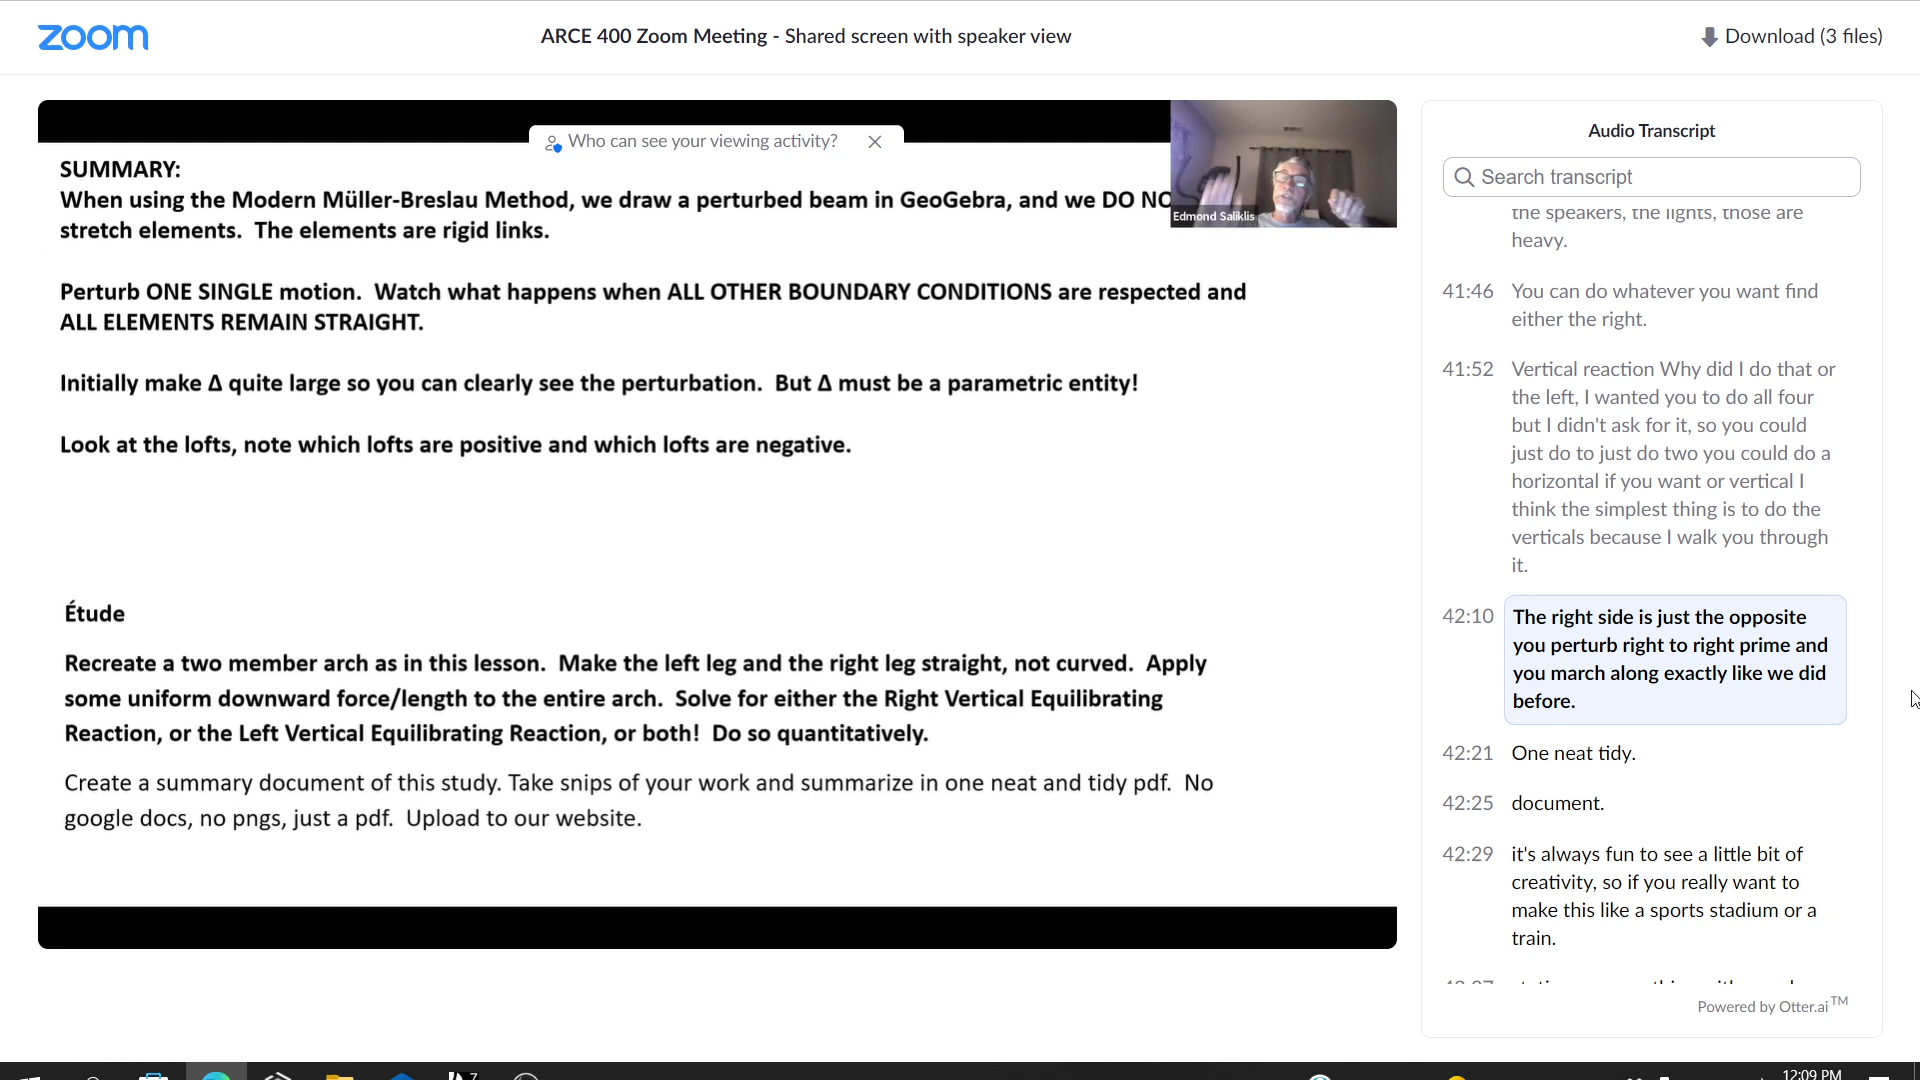 zoom
ARCE 400 Zoom Meeting - Shared screen with speaker view
Download (3 files)
Who can see your viewing activity?
SUMMARY:
When using the Modern Müller-Breslau Method, we draw a perturbed beam in GeoGebra, and we DO
stretch elements. The elements are rigid links.
Perturb ONE SINGLE motion. Watch what happens when ALL OTHER BOUNDARY CONDITIONS are respected and
ALL ELEMENTS REMAIN STRAIGHT.
Initially make Δ quite large so you can clearly see the perturbation. But Δ must be a parametric entity!
Look at the lofts, note which lofts are positive and which lofts are negative.
Étude
Recreate a two member arch as in this lesson. Make the left leg and the right leg straight, not curved. Apply
some uniform downward force/length to the entire arch. Solve for either the Right Vertical Equilibrating
Reaction, or the Left Vertical Equilibrating Reaction, or both! Do so quantitatively.
Create a summary document of this study. Take snips of your work and summarize in one neat and tidy pdf. No
google docs, no pngs, just a pdf. Upload to our website.
Edmond Saliklis
Audio Transcript
Search transcript
the speakers, the lights, those are
heavy.
41:46 You can do whatever you want find
either the right.
41:52 Vertical reaction Why did I do that or
the left, I wanted you to do all four
but I didn't ask for it, so you could
just do to just do two you could do a
horizontal if you want or vertical I
think the simplest thing is to do the
verticals because I walk you through
it.
42:10 The right side is just the opposite
you perturb right to right prime and
you march along exactly like we did
before.
42:21 One neat tidy.
42:25 document.
42:29 it's always fun to see a little bit of
creativity, so if you really want to
make this like a sports stadium or a
train.
Powered by Otter.ai TM
12:09 PM